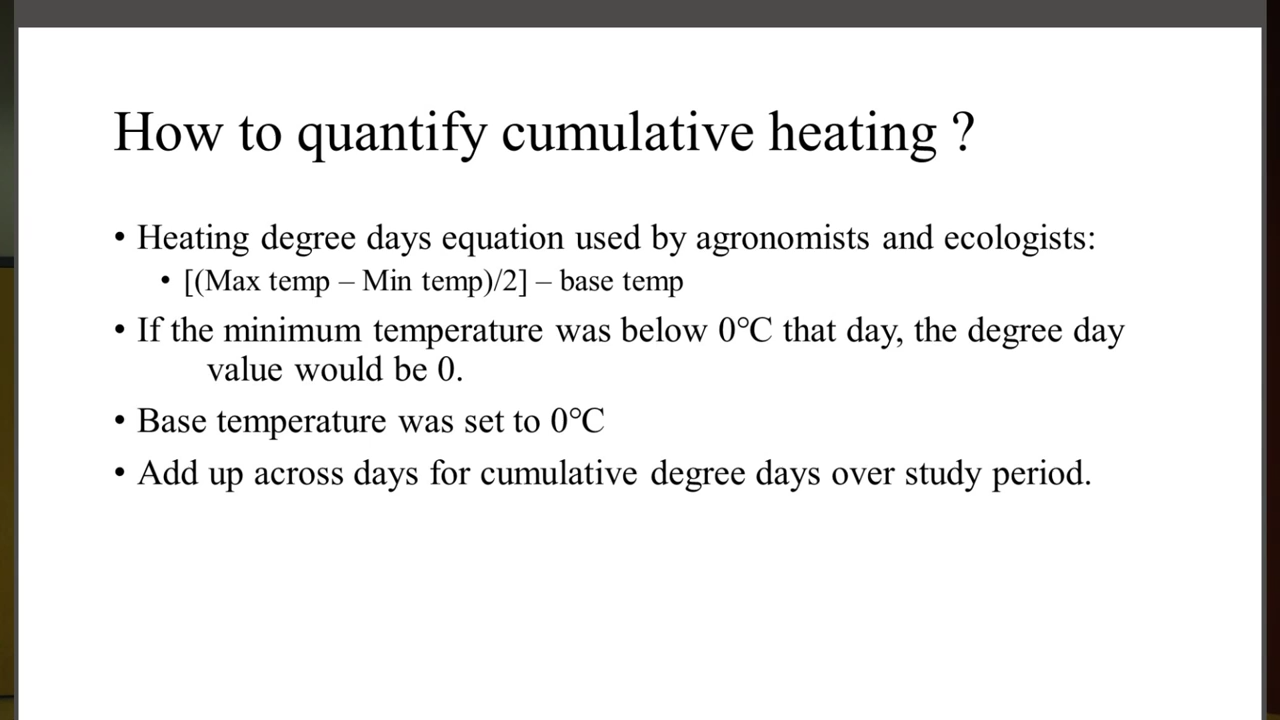 How to quantify cumulative heating ?
• Heating degree days equation used by agronomists and ecologists:
• [(Max temp – Min temp)/2] – base temp
• If the minimum temperature was below 0°C that day, the degree day
value would be 0.
• Base temperature was set to 0°C
• Add up across days for cumulative degree days over study period.